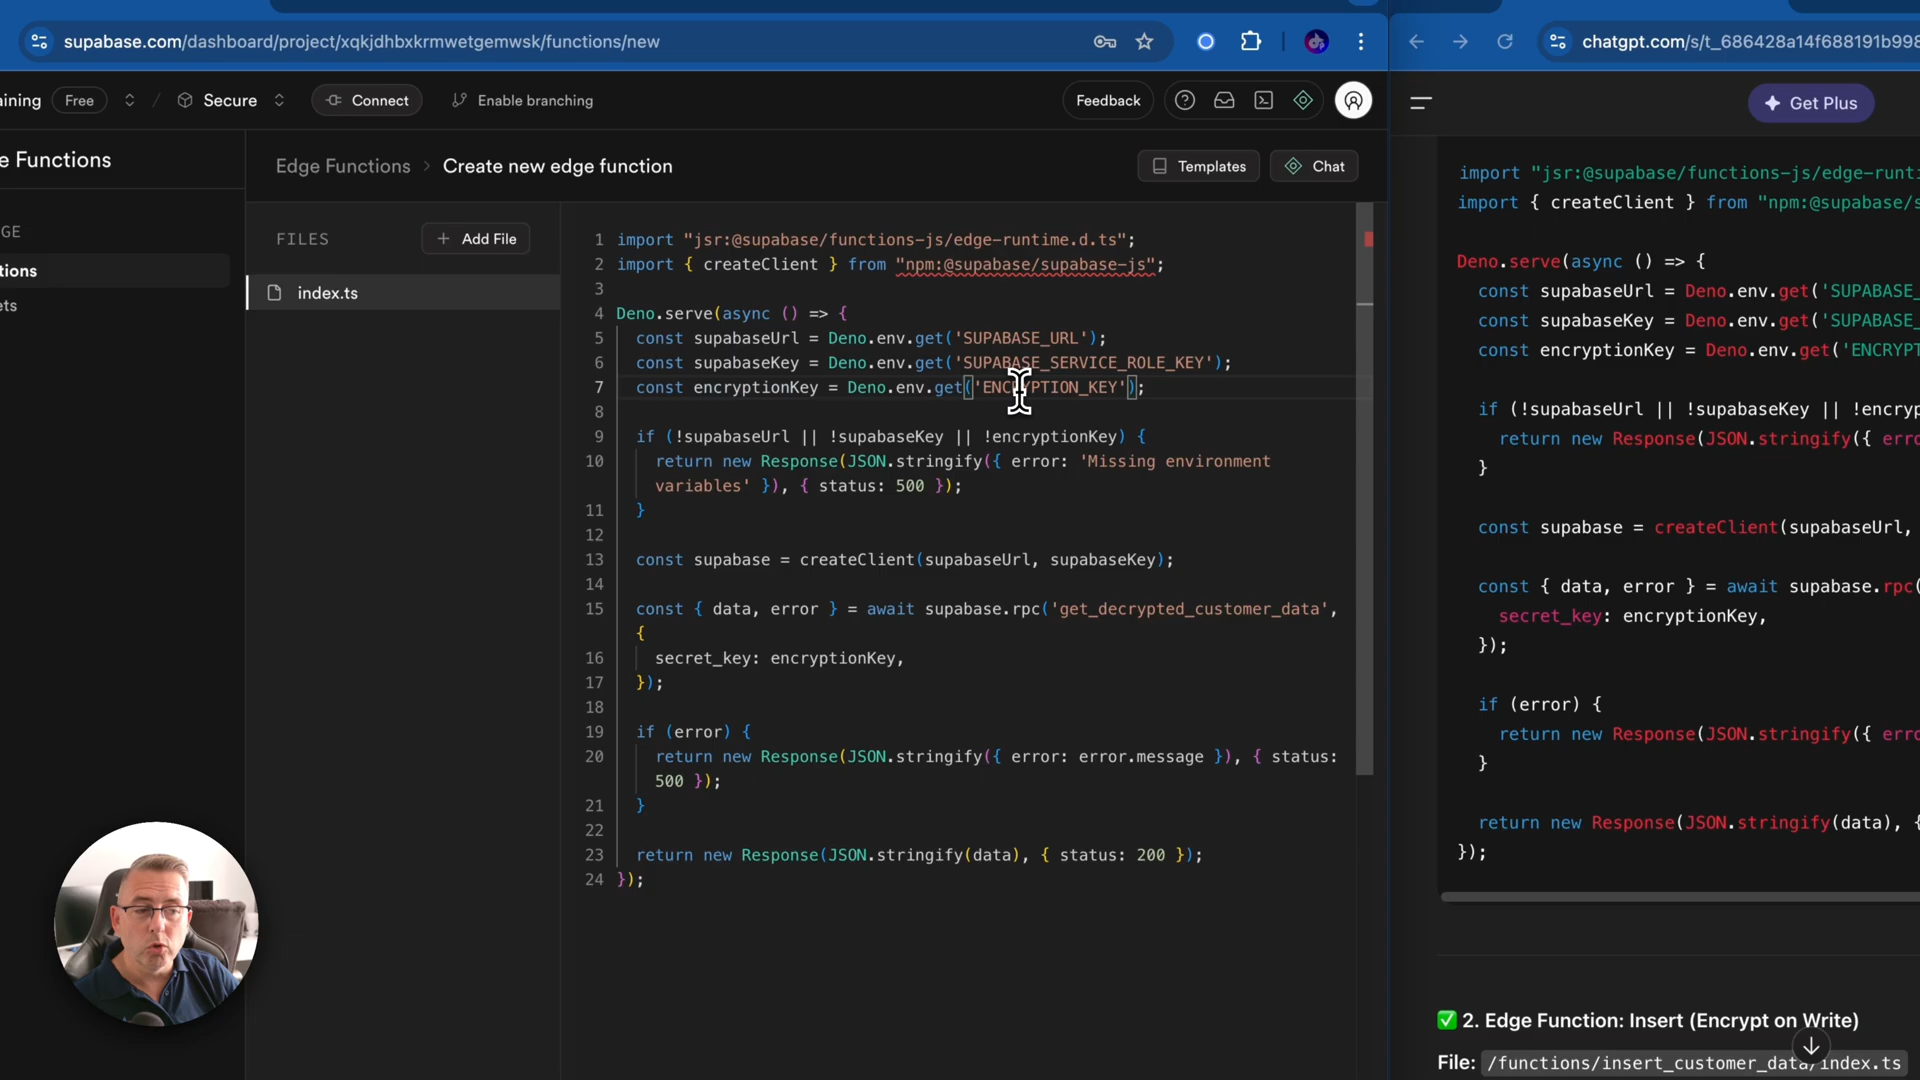 supabase.com/dashboard/project/xqkjdhbxkrmwetgemwsk/functions/new
chatgpt.com/s/t_686428a14f688191b998
aining Free / Secure Connect Enable branching Feedback
Get Plus
e Functions
Edge Functions > Create new edge function Templates Chat
GE
tions
ets
FILES + Add File
index.ts
1 import "jsr:@supabase/functions-js/edge-runtime.d.ts";
2 import { createClient } from "npm:@supabase/supabase-js";
3
4 Deno.serve(async () => {
5 const supabaseUrl = Deno.env.get('SUPABASE_URL');
6 const supabaseKey = Deno.env.get('SUPABASE_SERVICE_ROLE_KEY');
7 const encryptionKey = Deno.env.get('ENCRYPTION_KEY');
8
9 if (!supabaseUrl || !supabaseKey || !encryptionKey) {
10 return new Response(JSON.stringify({ error: 'Missing environment
variables' }), { status: 500 });
11 }
12
13 const supabase = createClient(supabaseUrl, supabaseKey);
14
15 const { data, error } = await supabase.rpc('get_decrypted_customer_data',
{
16 secret_key: encryptionKey,
17 });
18
19 if (error) {
20 return new Response(JSON.stringify({ error: error.message }), { status:
500 });
21 }
22
23 return new Response(JSON.stringify(data), { status: 200 });
24 });
import "jsr:@supabase/functions-js/edge-runti
import { createClient } from "npm:@supabase/s
Deno.serve(async () => {
const supabaseUrl = Deno.env.get('SUPABASE_
const supabaseKey = Deno.env.get('SUPABASE_
const encryptionKey = Deno.env.get('ENCRYPT
if (!supabaseUrl || !supabaseKey || !encryp
return new Response(JSON.stringify({ erro
}
const supabase = createClient(supabaseUrl,
const { data, error } = await supabase.rpc(
secret_key: encryptionKey,
});
if (error) {
return new Response(JSON.stringify({ erro
}
return new Response(JSON.stringify(data), {
});
✅ 2. Edge Function: Insert (Encrypt on Write)
File: /functions/insert_customer_data/index.ts